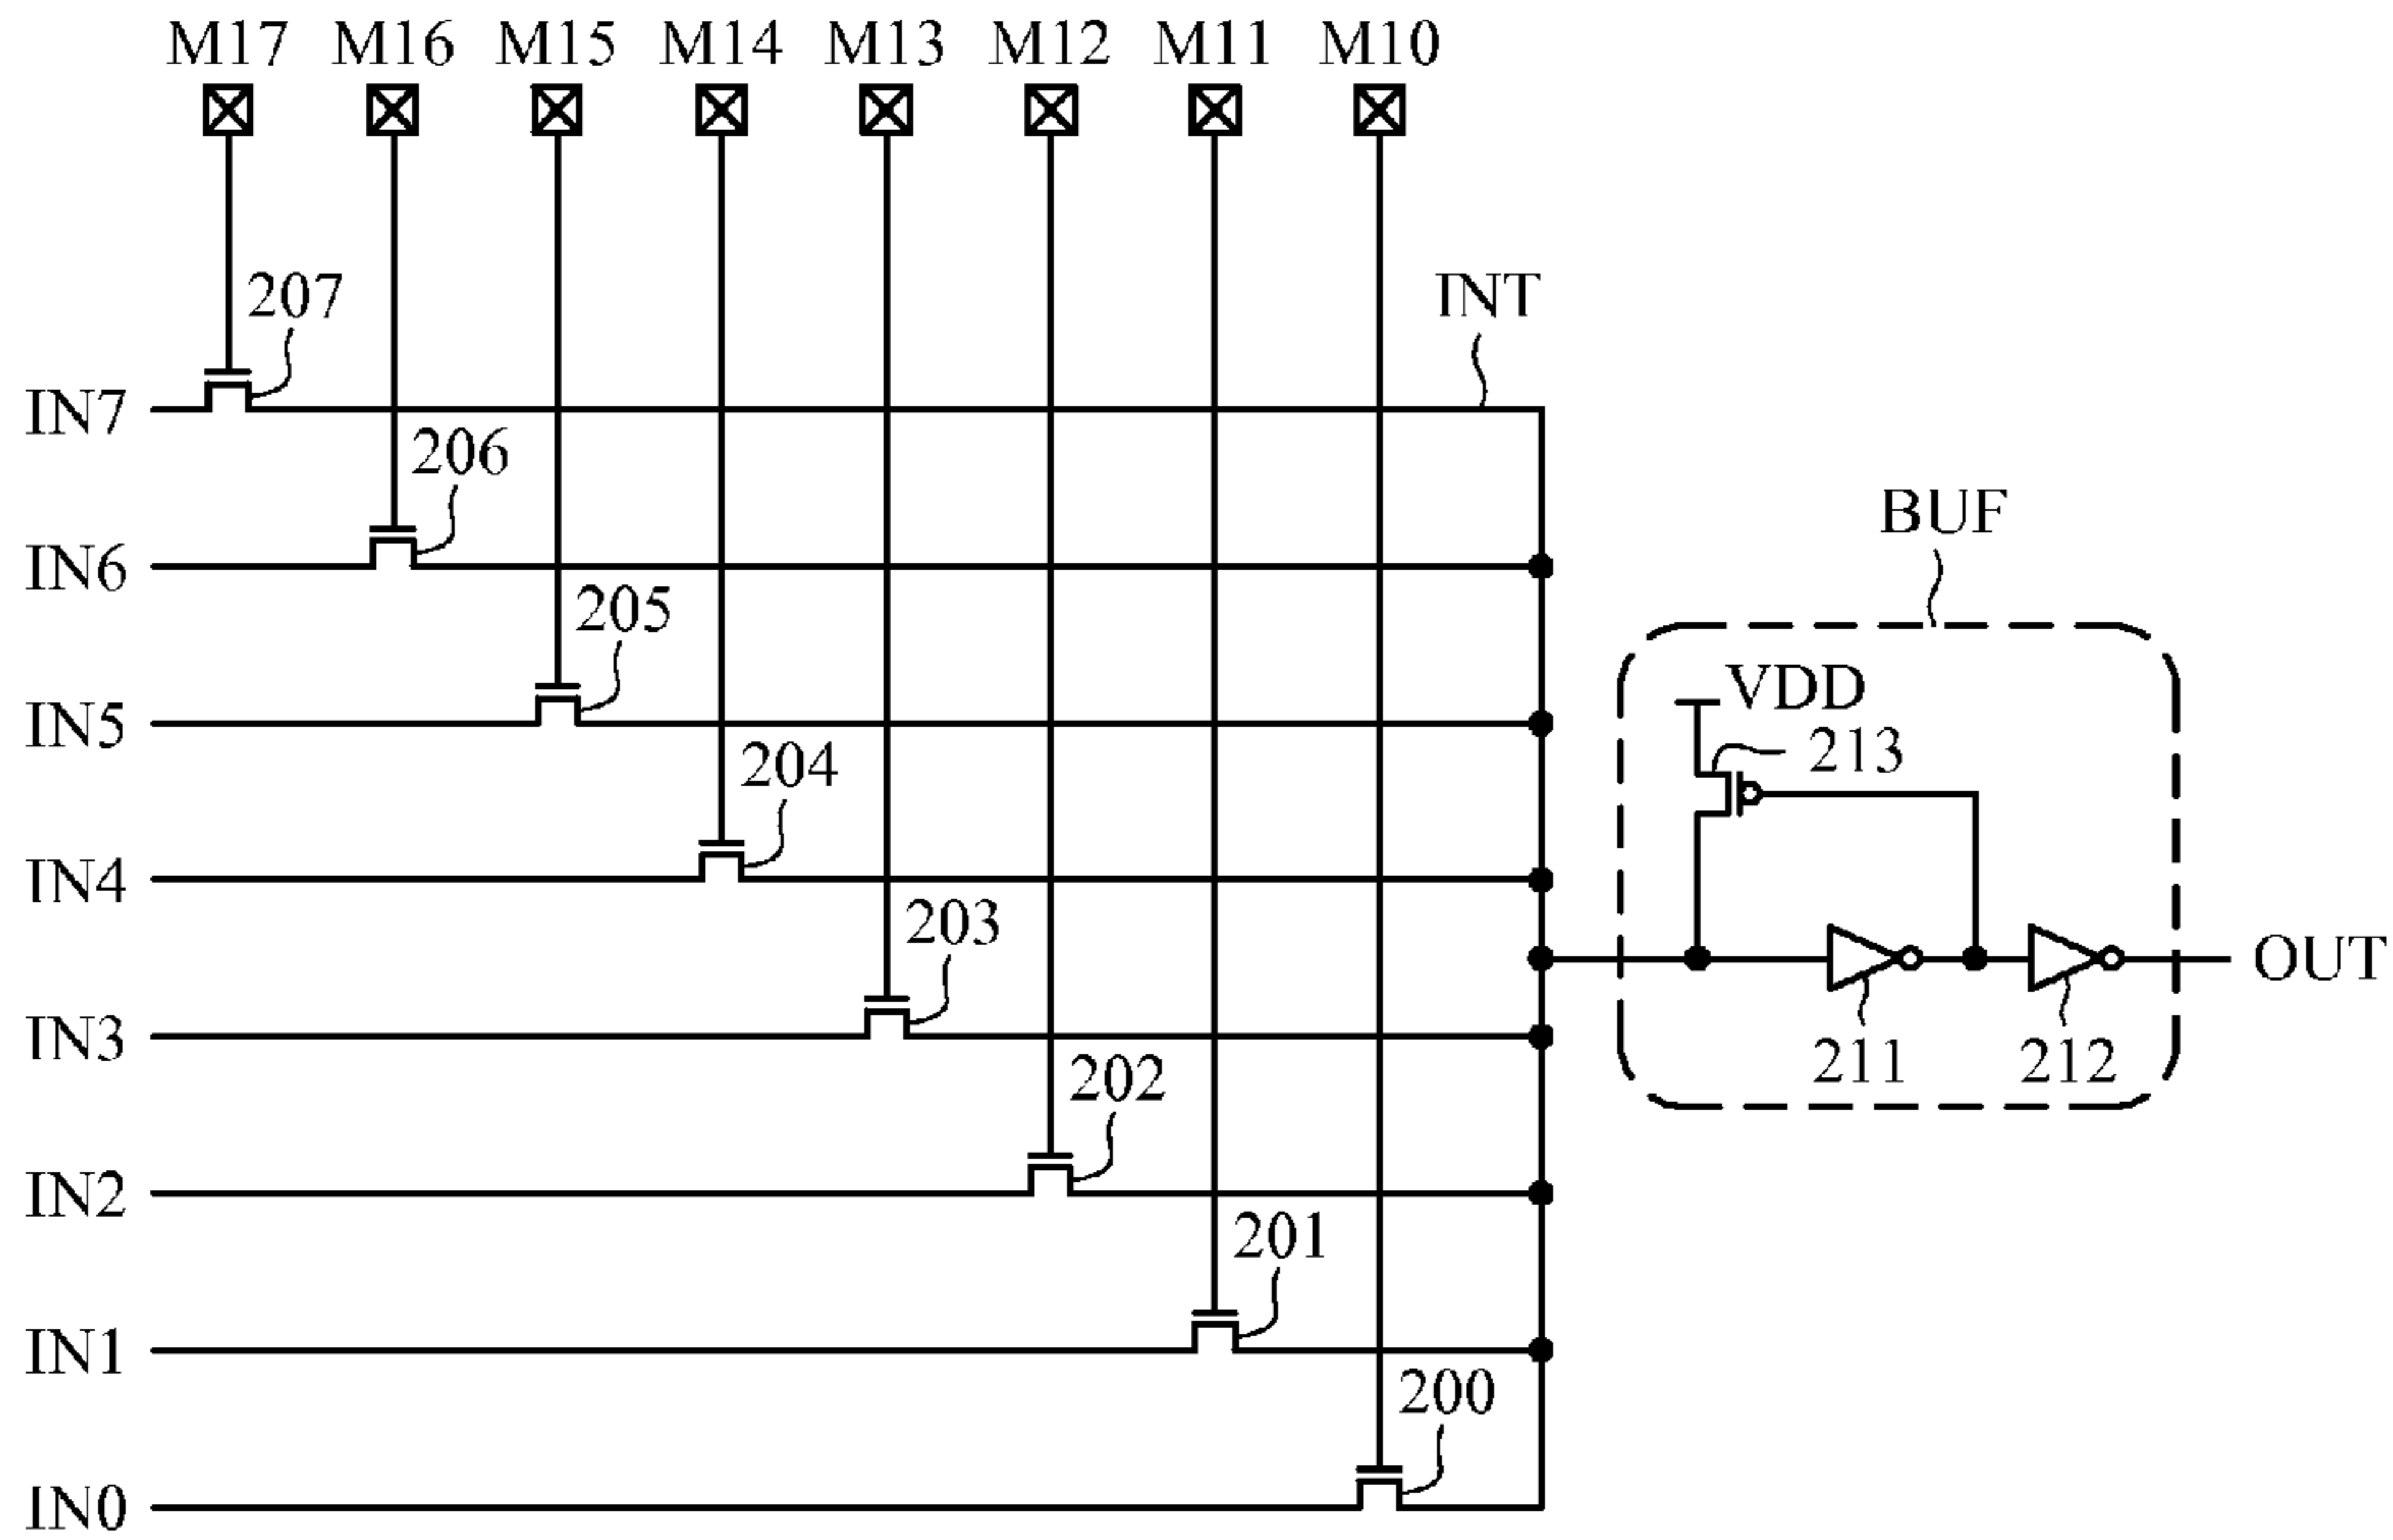 M17 M16 M15 M14 M13 M12 M11 M10
207
INT
IN7
206
BUF
IN6
205
VDD
IN5
213
204
IN4
203
OUT
IN3
211 212
202
IN2
201
IN1
200
IN0